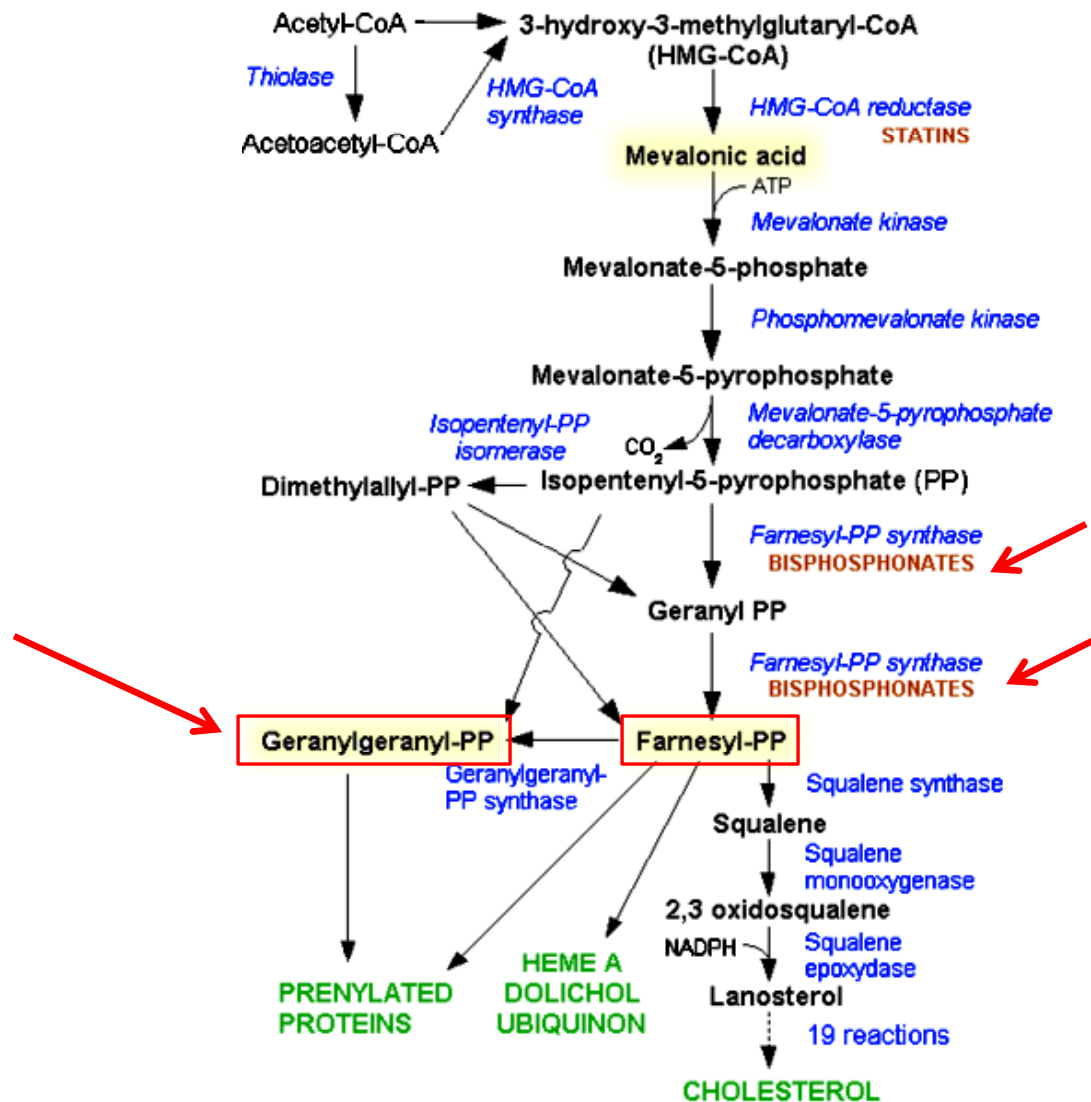 Acetyl-CoA
3-hydroxy-3-methylglutaryl-CoA
(HMG-CoA)
Thiolase
HMG-CoA
synthase
HMG-CoA reductase
STATINS
Acetoacetyl-CoA
Mevalonic acid
ATP
Mevalonate kinase
Mevalonate-5-phosphate
Phosphomevalonate kinase
Mevalonate-5-pyrophosphate
Isopentenyl-PP
isomerase
CO2
Mevalonate-5-pyrophosphate
decarboxylase
Dimethylallyl-PP
Isopentenyl-5-pyrophosphate (PP)
Farnesyl-PP synthase
BISPHOSPHONATES
Geranyl PP
Farnesyl-PP synthase
BISPHOSPHONATES
Geranylgeranyl-PP
Farnesyl-PP
Geranylgeranyl-
PP synthase
Squalene synthase
Squalene
Squalene
monooxygenase
2,3 oxidosqualene
NADPH
Squalene
epoxydase
Lanosterol
PRENYLATED
PROTEINS
HEME A
DOLICHOL
UBIQUINON
19 reactions
CHOLESTEROL